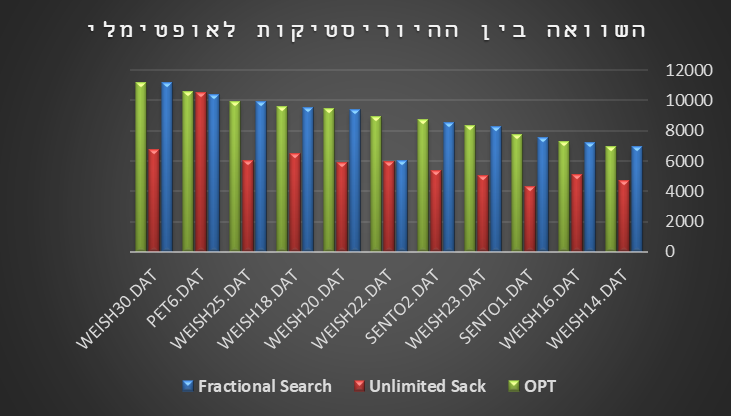 השוואה בין ההיוריסטיקות לאופטימלי
12000
10000
8000
6000
4000
2000
0
WEISH30.DAT
PET6.DAT
WEISH25.DAT
WEISH18.DAT
WEISH20.DAT
WEISH22.DAT
SENTO2.DAT
WEISH23.DAT
SENTO1.DAT
WEISH16.DAT
WEISH14.DAT
Fractional Search Unlimited Sack OPT